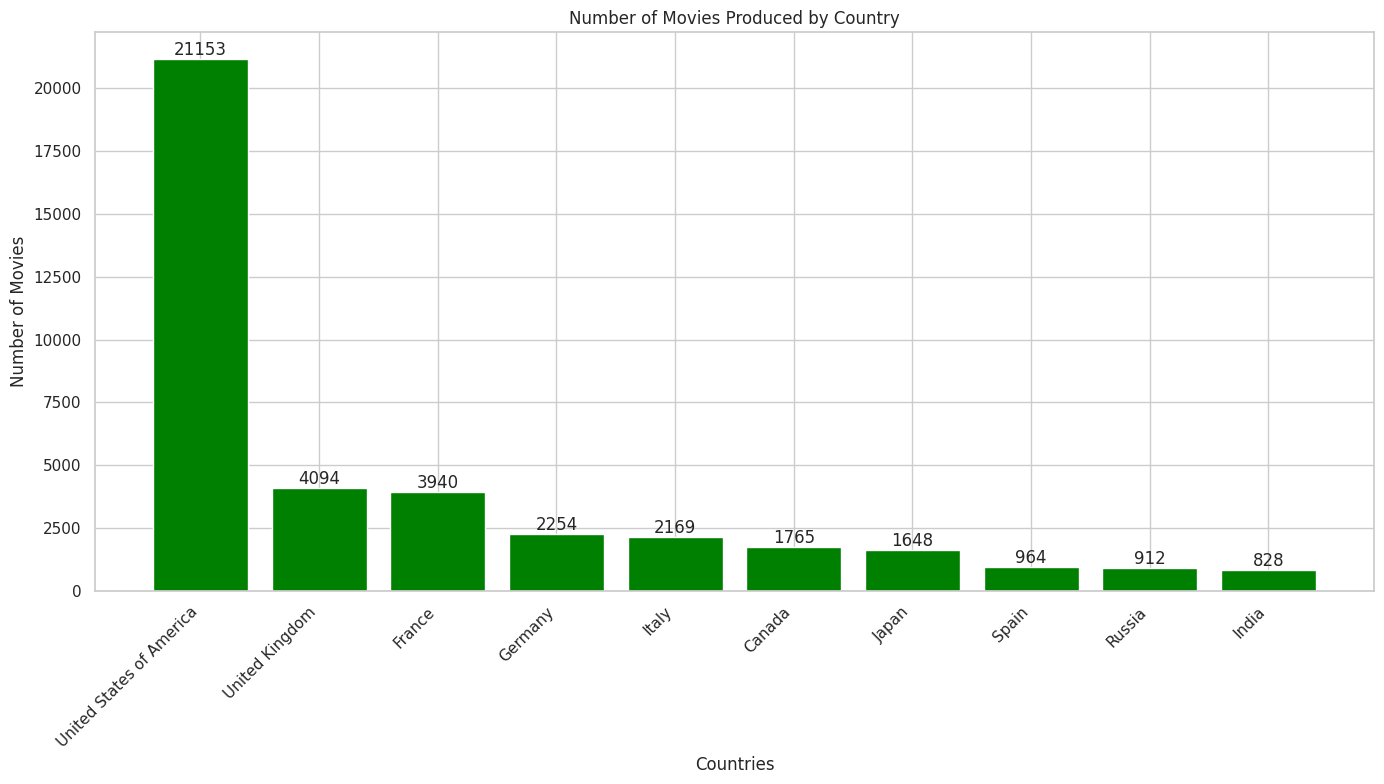 Number of Movies Produced by Country
Number of Movies
20000
17500
15000
12500
10000
7500
5000
2500
0
21153
4094
3940
2254
2169
1765
1648
964
912
828
United States of America
United Kingdom
France
Germany
Italy
Canada
Japan
Spain
Russia
India
Countries